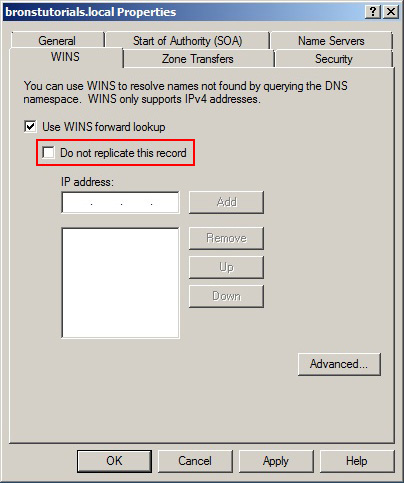 bronstutorials.local Properties
General Start of Authority (SOA) Name Servers
WINS Zone Transfers Security
You can use WINS to resolve names not found by querying the DNS
namespace. WINS only supports IPv4 addresses.
Use WINS forward lookup
Do not replicate this record
IP address:
. . . Add
Remove
Up
Down
Advanced...
OK Cancel Apply Help